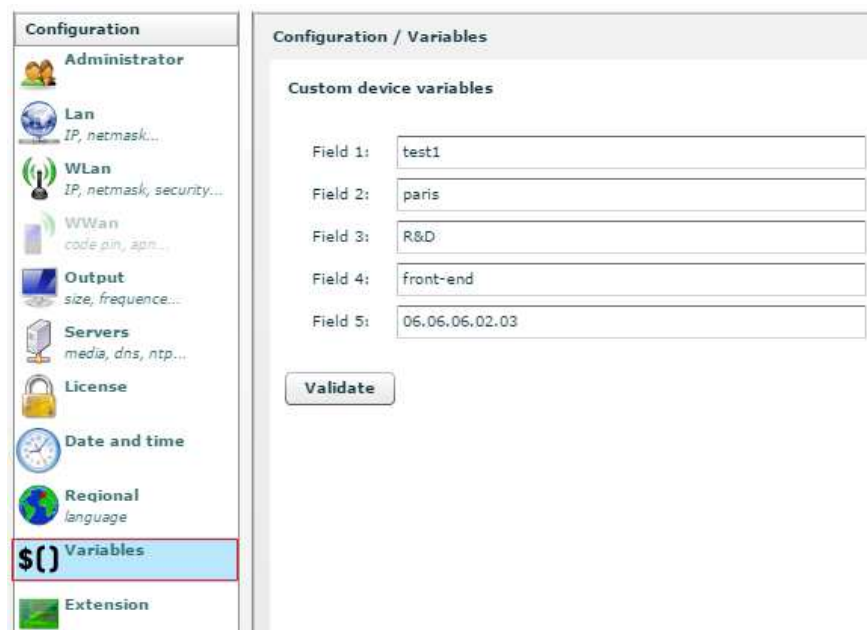 Configuration
Administrator
Lan
IP, netmask...
WLan
IP, netmask, security...
WWan
code pin, apn...
Output
size, frequence...
Servers
media, dns, ntp...
License
Date and time
Regional
language
$() Variables
Extension
Configuration / Variables
Custom device variables
Field 1: test1
Field 2: paris
Field 3: R&D
Field 4: front-end
Field 5: 06.06.06.02.03
Validate